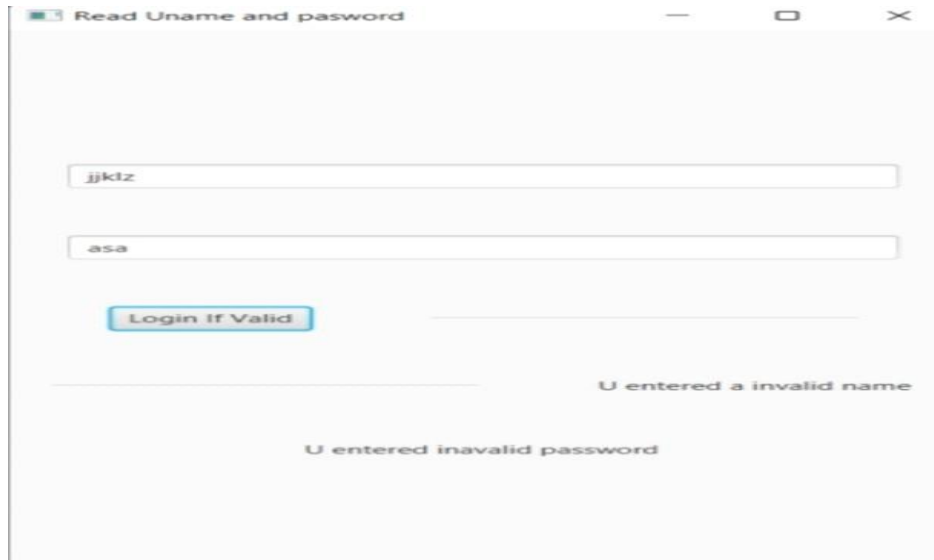 Read Uname and pasword
jjklz
asa
Login If Valid
U entered a invalid name
U entered inavalid password